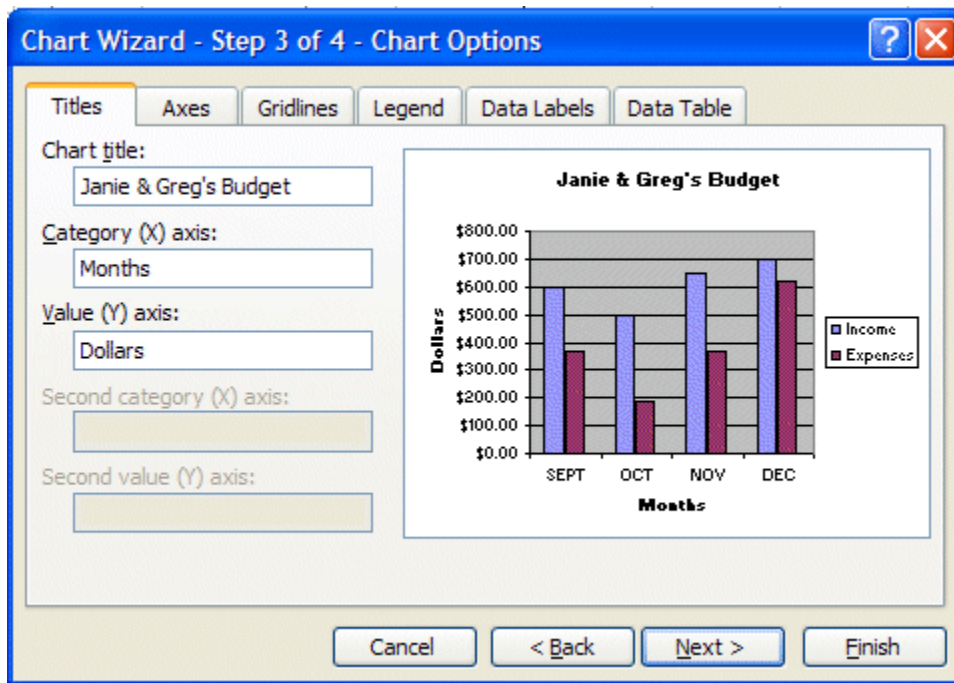 Chart Wizard - Step 3 of 4 - Chart Options
Titles Axes Gridlines Legend Data Labels Data Table
Chart title:
Janie & Greg's Budget
Category (X) axis:
Months
Value (Y) axis:
Dollars
Second category (X) axis:
Second value (Y) axis:
Janie & Greg's Budget
$800.00
$700.00
$600.00
$500.00
$400.00
$300.00
$200.00
$100.00
$0.00
Dollars
SEPT OCT NOV DEC
Months
Income
Expenses
Cancel < Back Next > Finish